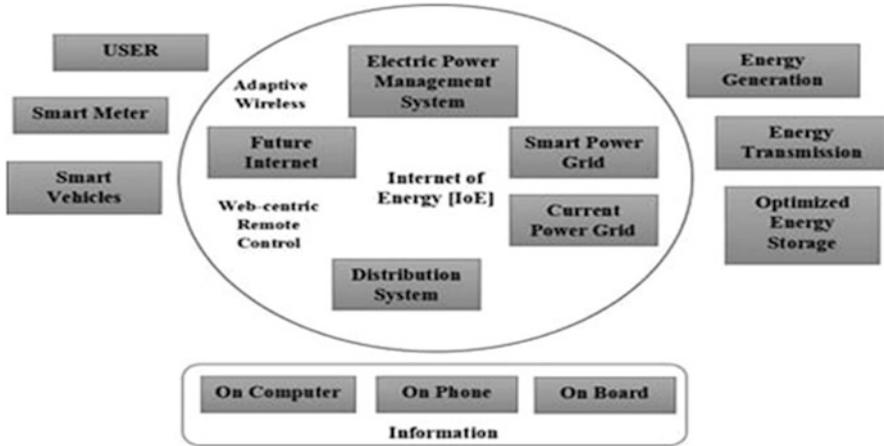 USER
Smart Meter
Smart
Vehicles
Adaptive
Wireless
Electric Power
Management
System
Future
Internet
Smart Power
Grid
Internet of
Energy [IoE]
Web-centric
Remote
Control
Current
Power Grid
Distribution
System
Energy
Generation
Energy
Transmission
Optimized
Energy
Storage
On Computer
On Phone
On Board
Information